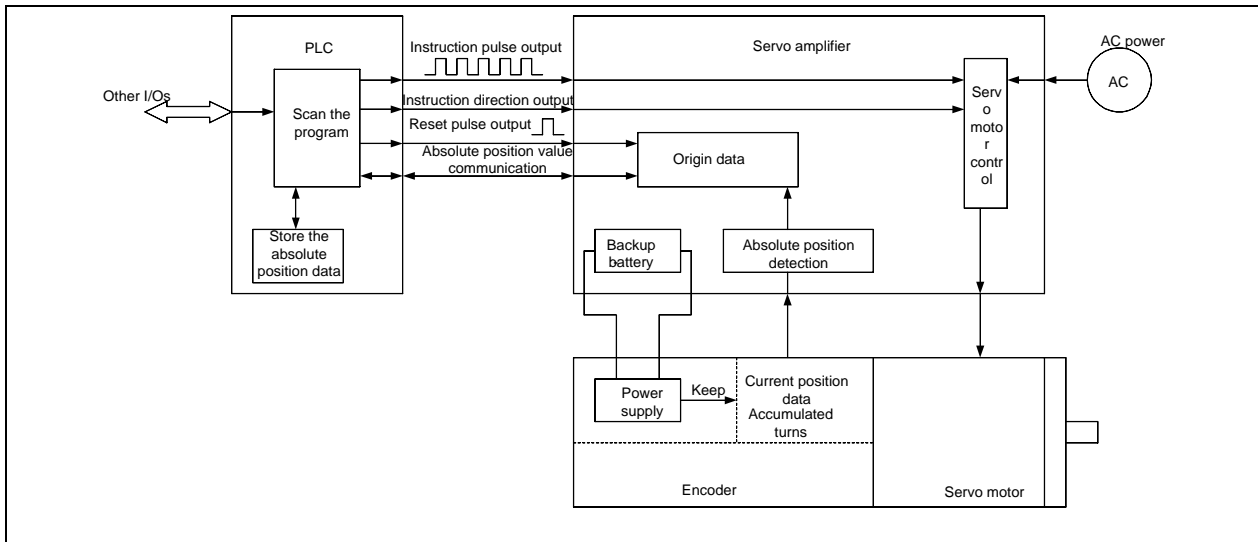 PLC
Instruction pulse output
Servo amplifier
AC power
Other I/Os
Scan the
program
Instruction direction output
Reset pulse output
Absolute position value
communication
Origin data
Serv
o
moto
r
contr
ol
AC
Store the
absolute
position data
Backup
battery
Absolute position
detection
Power
supply
Keep
Current position
data
Accumulated
turns
Encoder
Servo motor